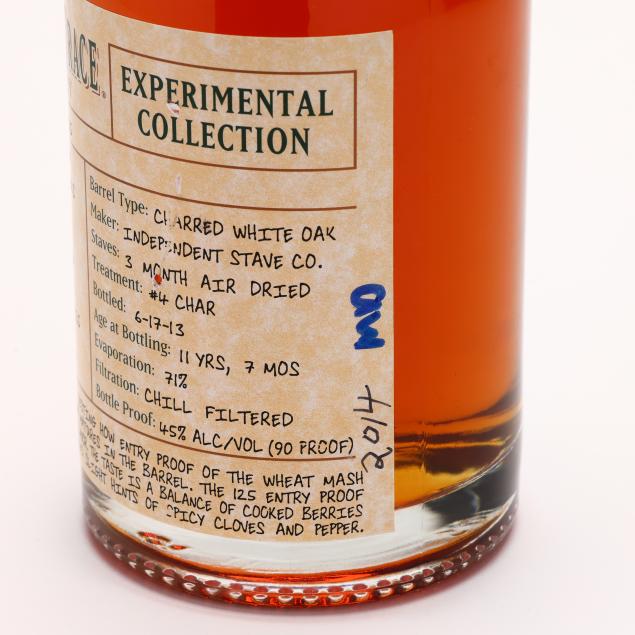 RACE
EXPERIMENTAL
COLLECTION
Barrel Type: CHARRED WHITE OAK
Maker: INDEPENDENT STAVE CO.
Staves: 3 MONTH AIR DRIED
Treatment: #4 CHAR
Bottled: 6-17-13
Age at Bottling: 11 YRS, 7 MOS
Evaporation: 71%
Filtration: CHILL FILTERED
Bottle Proof: 45% ALC/VOL (90 PROOF)
HOW ENTRY PROOF OF THE WHEAT MASH
IN THE BARREL. THE 125 ENTRY PROOF
TASTE IS A BALANCE OF COOKED BERRIES
HINTS OF SPICY CLOVES AND PEPPER.
2014